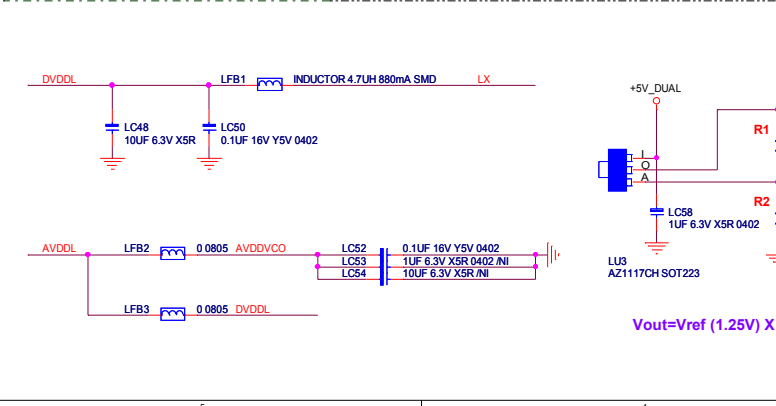 DVDDL
LFB1
INDUCTOR 4.7UH 880mA SMD
LX
LC48
10UF 6.3V X5R
LC50
0.1UF 16V Y5V 0402
+5V_DUAL
R1
I
O
A
R2
LC58
1UF 6.3V X5R 0402
LU3
AZ1117CH SOT223
AVDDL
LFB2
0 0805
AVDDVCO
LC52
0.1UF 16V Y5V 0402
LC53
1UF 6.3V X5R 0402 /NI
LC54
10UF 6.3V X5R /NI
LFB3
0 0805
DVDDL
Vout=Vref (1.25V) X